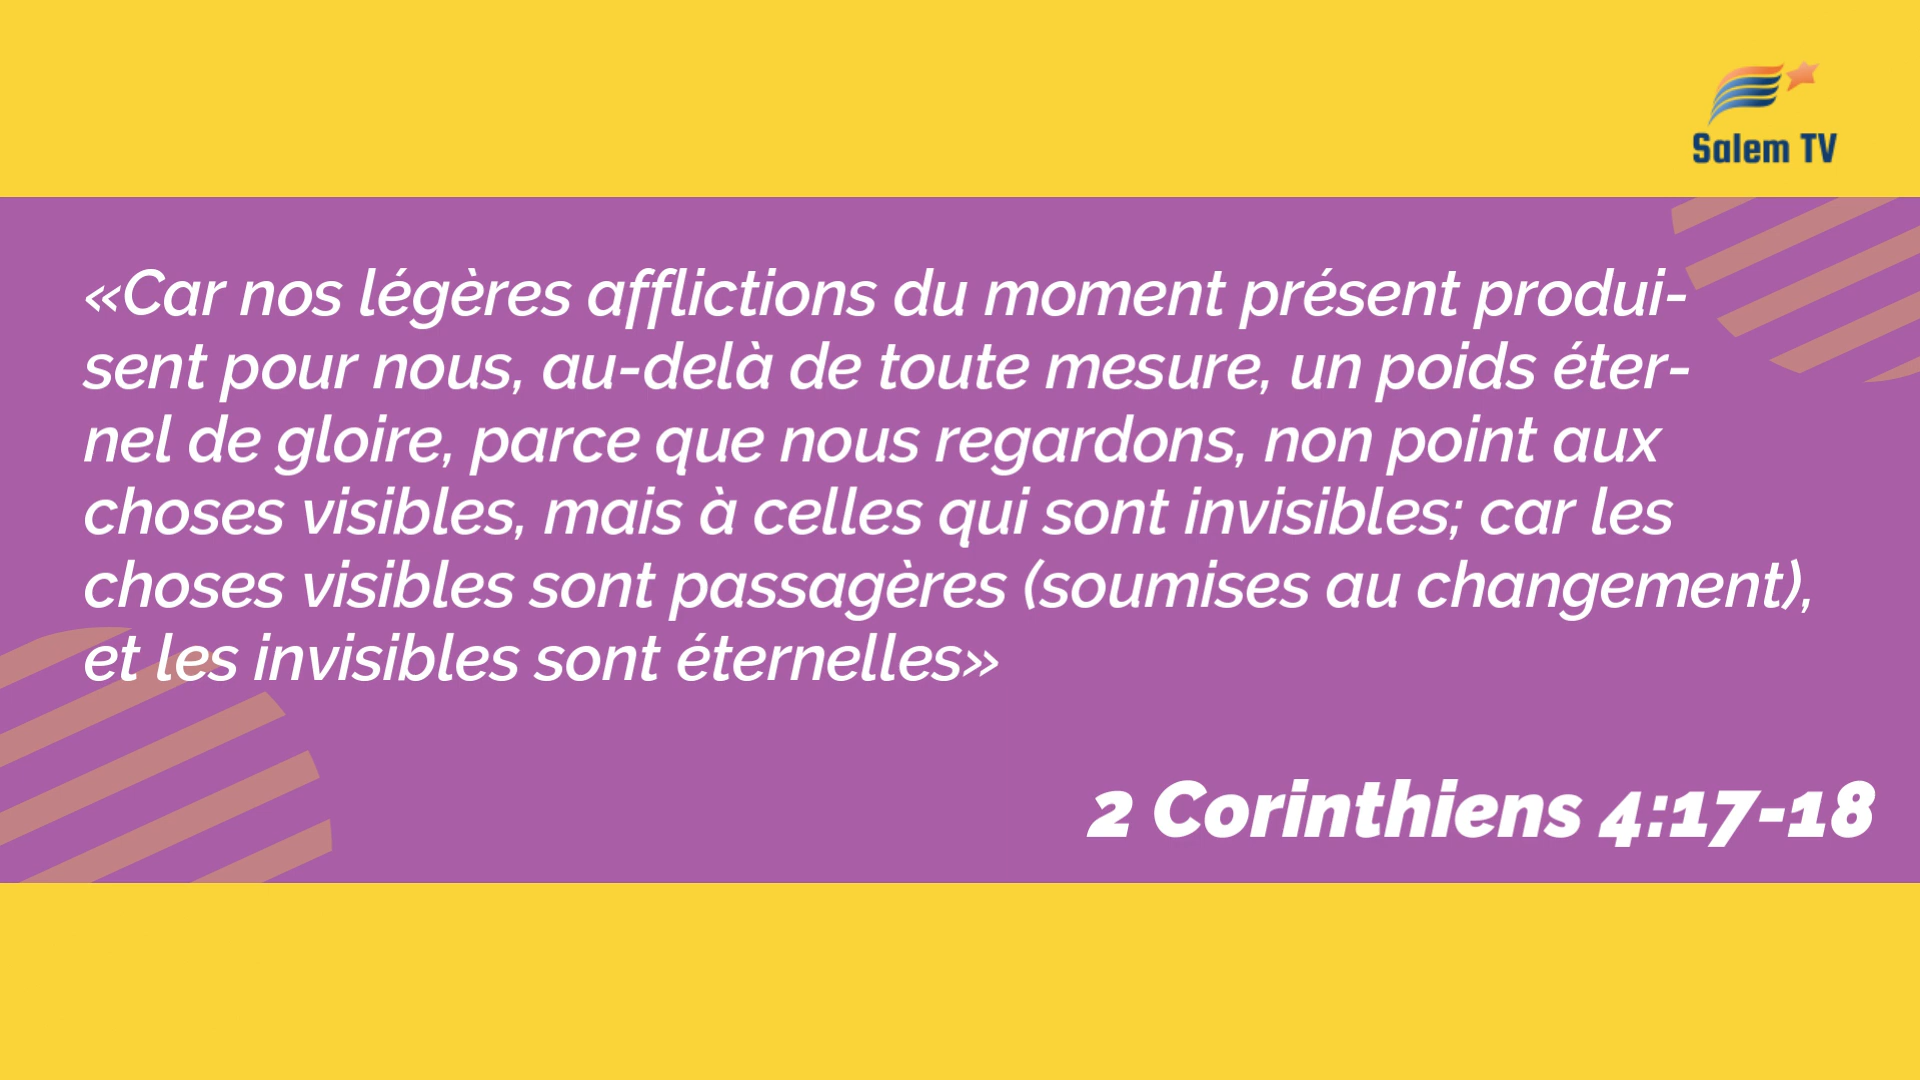 Salem TV
«Car nos légères afflictions du moment présent produi-
sent pour nous, au-delà de toute mesure, un poids éter-
nel de gloire, parce que nous regardons, non point aux
choses visibles, mais à celles qui sont invisibles; car les
choses visibles sont passagères (soumises au changement),
et les invisibles sont éternelles»
2 Corinthiens 4:17-18